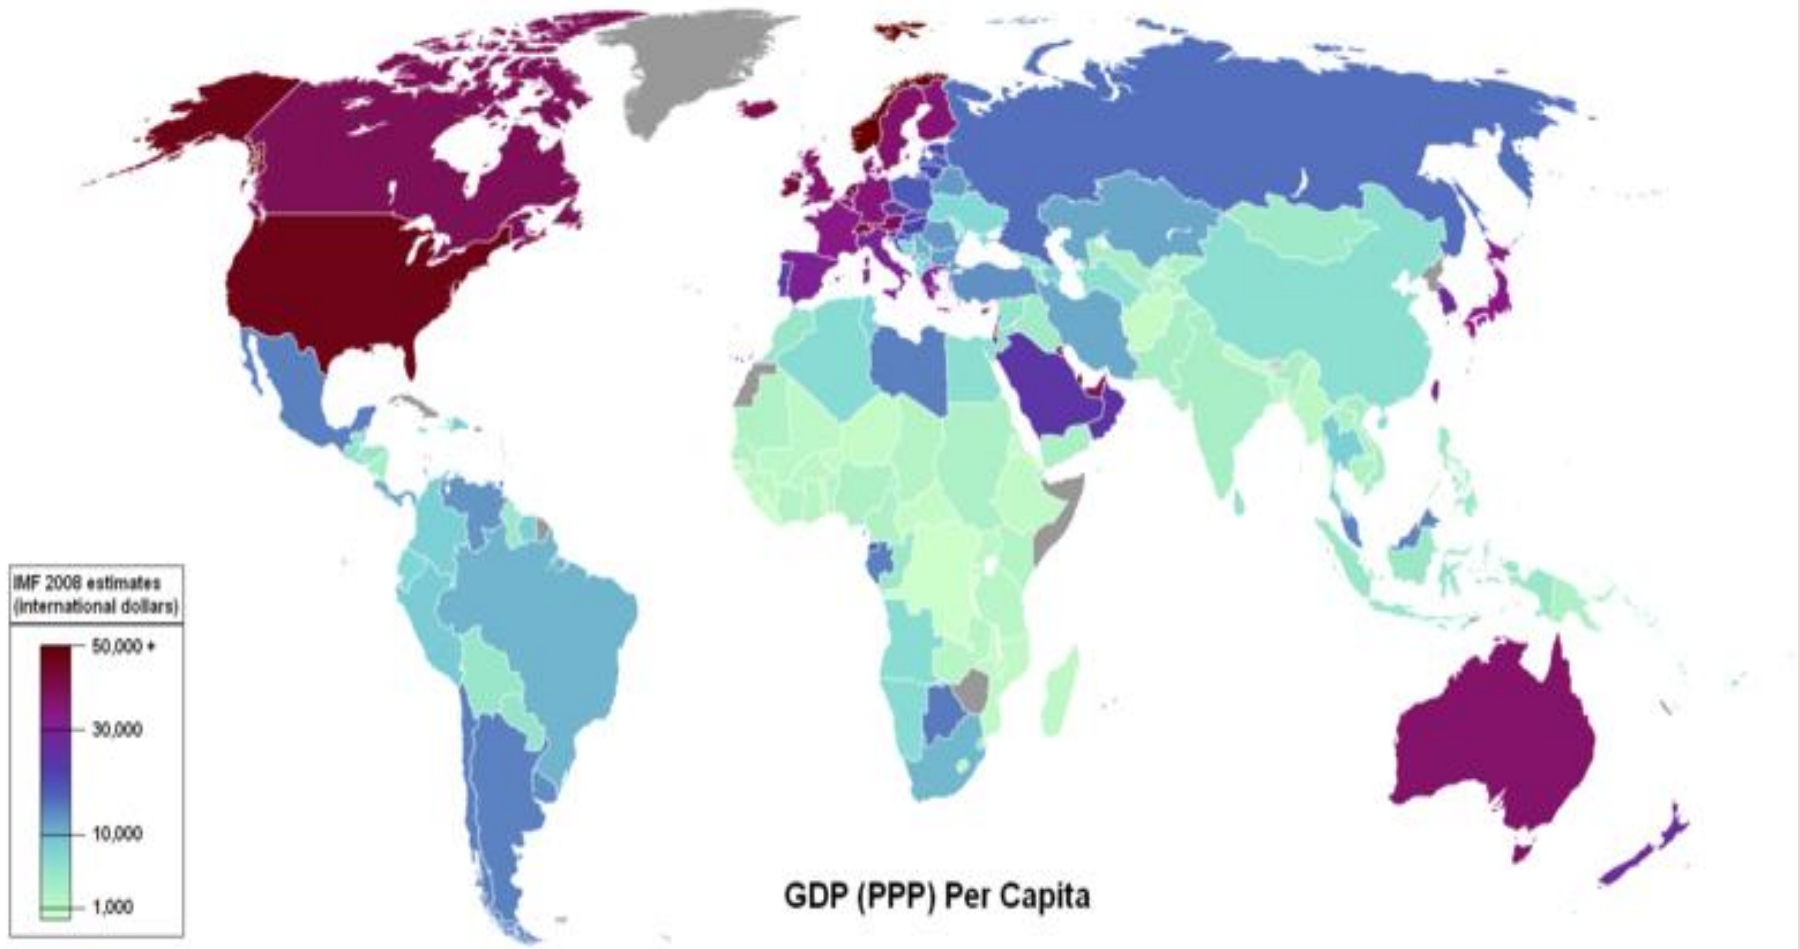 IMF 2008 estimates
(international dollars)
50,000 +
30,000
10,000
1,000
GDP (PPP) Per Capita